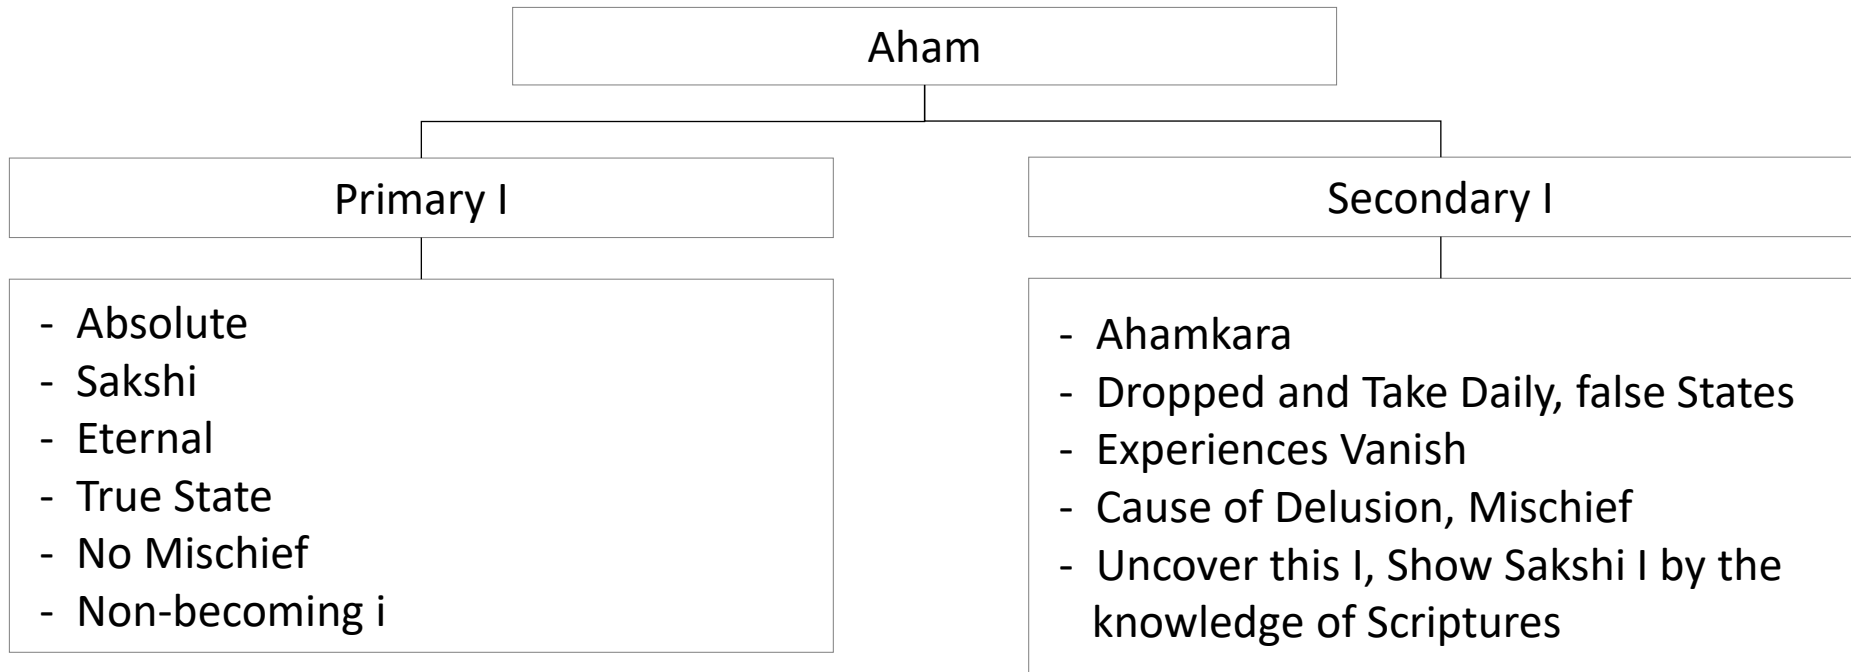 Aham
Primary I
Secondary I
- Absolute
- Sakshi
- Eternal
- True State
- No Mischief
- Non-becoming i
- Ahamkara
- Dropped and Take Daily, false States
- Experiences Vanish
- Cause of Delusion, Mischief
- Uncover this I, Show Sakshi I by the
knowledge of Scriptures